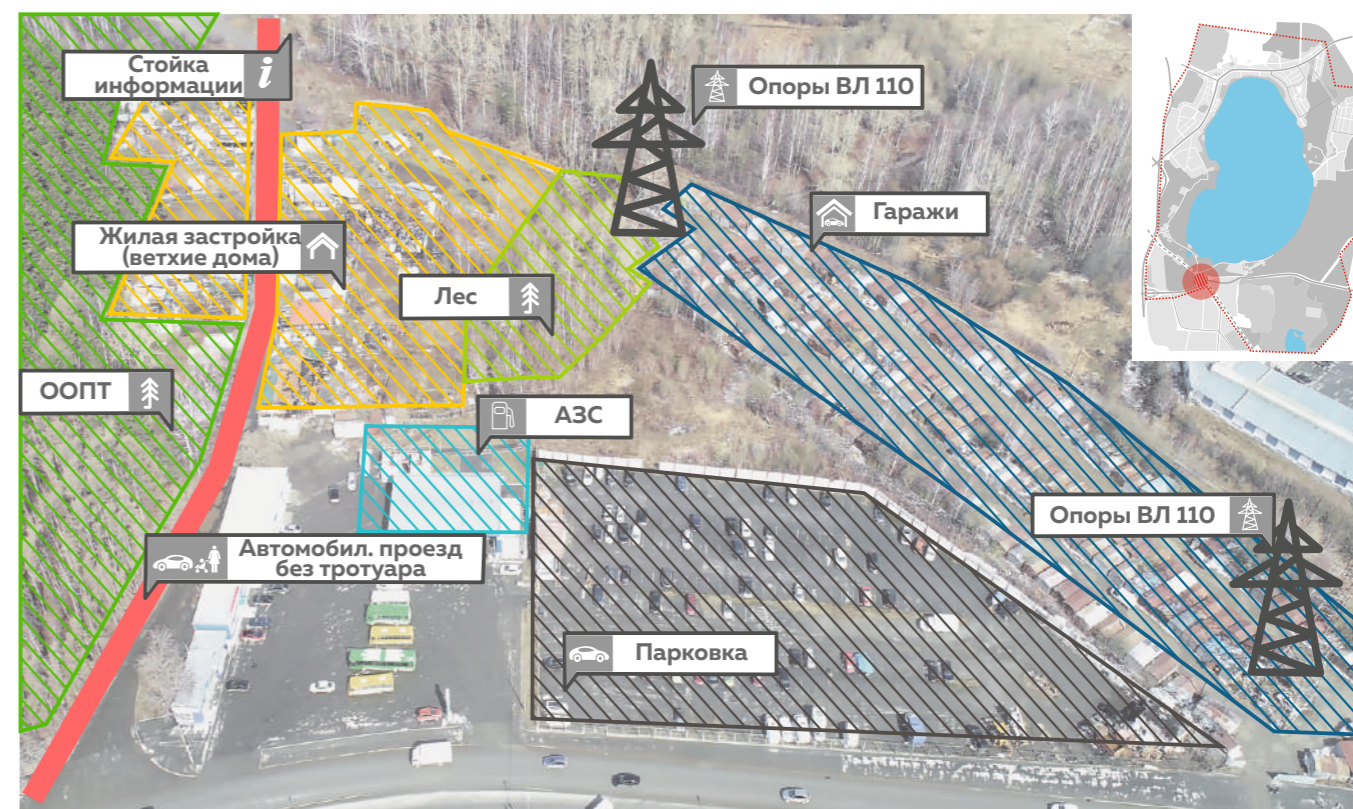 Стойка
информации
i
Опоры ВЛ 110
Гаражи
Жилая застройка
(ветхие дома)
Лес
ООПТ
АЗС
Опоры ВЛ 110
Автомобил. проезд
без тротуара
Парковка